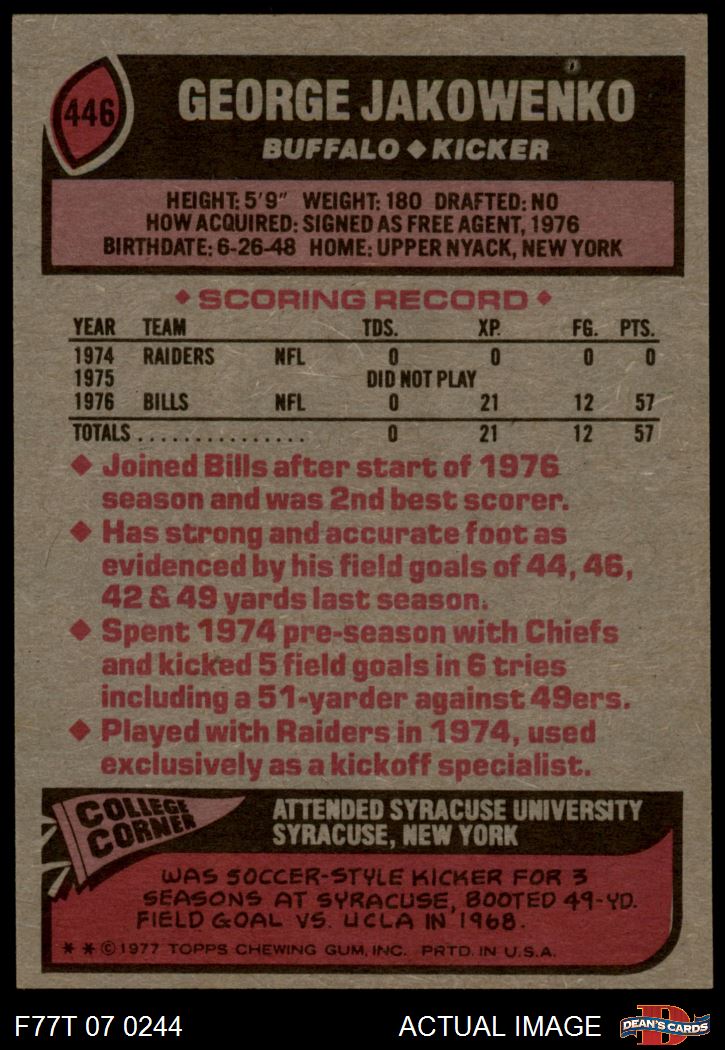 446
GEORGE JAKOWENKO
BUFFALO ◆ KICKER
HEIGHT: 5'9" WEIGHT: 180 DRAFTED: NO
HOW ACQUIRED: SIGNED AS FREE AGENT, 1976
BIRTHDATE: 6-26-48 HOME: UPPER NYACK, NEW YORK
◆ SCORING RECORD ◆
YEAR TEAM TDS. XP. FG. PTS.
1974 RAIDERS NFL 0 0 0 0
1975 DID NOT PLAY
1976 BILLS NFL 0 21 12 57
TOTALS . . . . . . . . . . . . . . . 0 21 12 57
◆ Joined Bills after start of 1976
season and was 2nd best scorer.
◆ Has strong and accurate foot as
evidenced by his field goals of 44, 46,
42 & 49 yards last season.
◆ Spent 1974 pre-season with Chiefs
and kicked 5 field goals in 6 tries
including a 51-yarder against 49ers.
◆ Played with Raiders in 1974, used
exclusively as a kickoff specialist.
COLLEGE
CORNER
ATTENDED SYRACUSE UNIVERSITY
SYRACUSE, NEW YORK
WAS SOCCER-STYLE KICKER FOR 3
SEASONS AT SYRACUSE, BOOTED 49-YD.
FIELD GOAL VS. UCLA IN 1968.
* * © 1977 TOPPS CHEWING GUM, INC. PRTD. IN U.S.A.
F77T 07 0244 ACTUAL IMAGE
D
DEAN'S CARDS